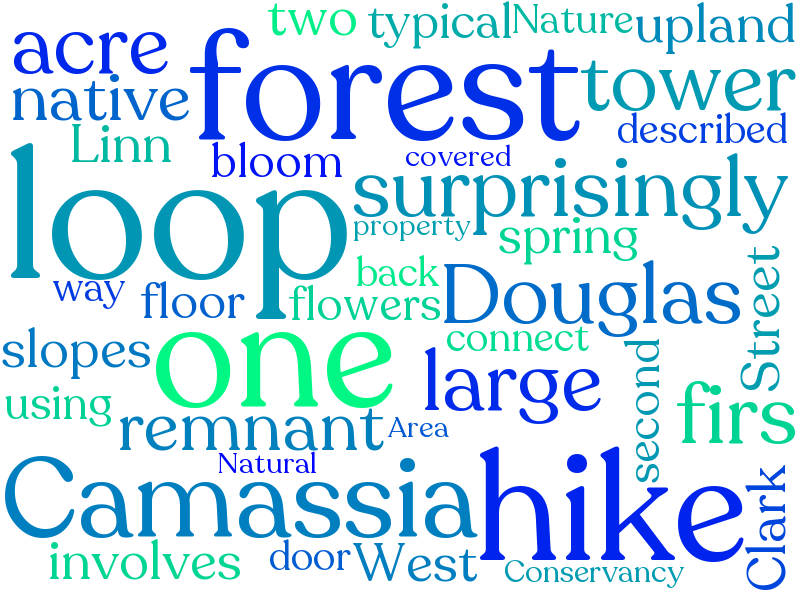 two
typical
Nature
upland
acre
forest
tower
native
described
Linn
bloom
covered
loop
surprisingly
property
spring
way
floor
back
flowers
Douglas
Street
slopes
one
connect
large
second
using
remnant
Area
firs
Natural
Camassia
hike
Clark
involves
door
West
Conservancy